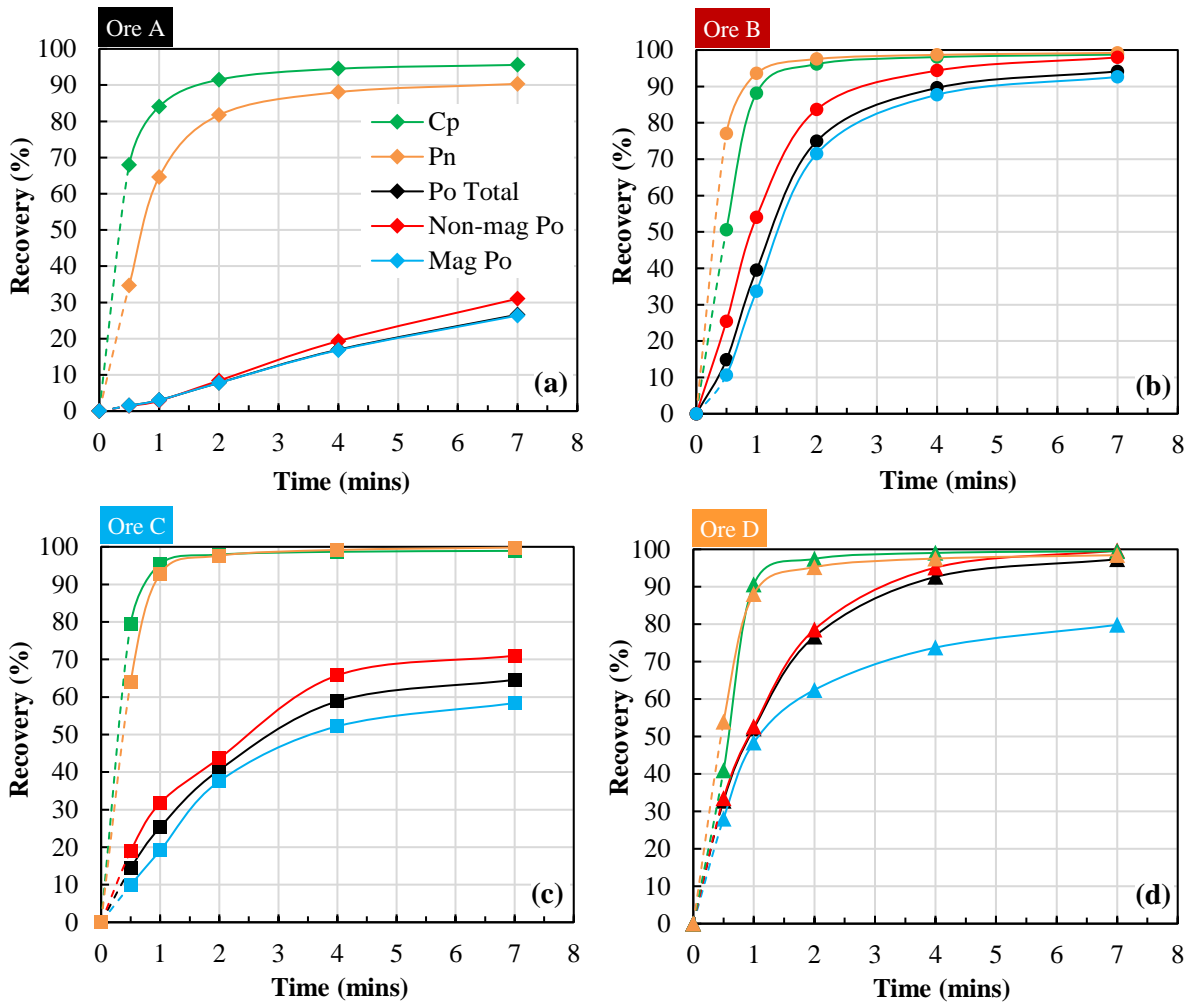 Ore A
100
90
80
70
60
50
40
30
20
10
0
0 1 2 3 4 5 6 7 8
Recovery (%)
Time (mins)
Cp
Pn
Po Total
Non-mag Po
Mag Po
(a)
Ore B
100
90
80
70
60
50
40
30
20
10
0
0 1 2 3 4 5 6 7 8
Recovery (%)
Time (mins)
(b)
Ore C
100
90
80
70
60
50
40
30
20
10
0
0 1 2 3 4 5 6 7 8
Recovery (%)
Time (mins)
(c)
Ore D
100
90
80
70
60
50
40
30
20
10
0
0 1 2 3 4 5 6 7 8
Recovery (%)
Time (mins)
(d)